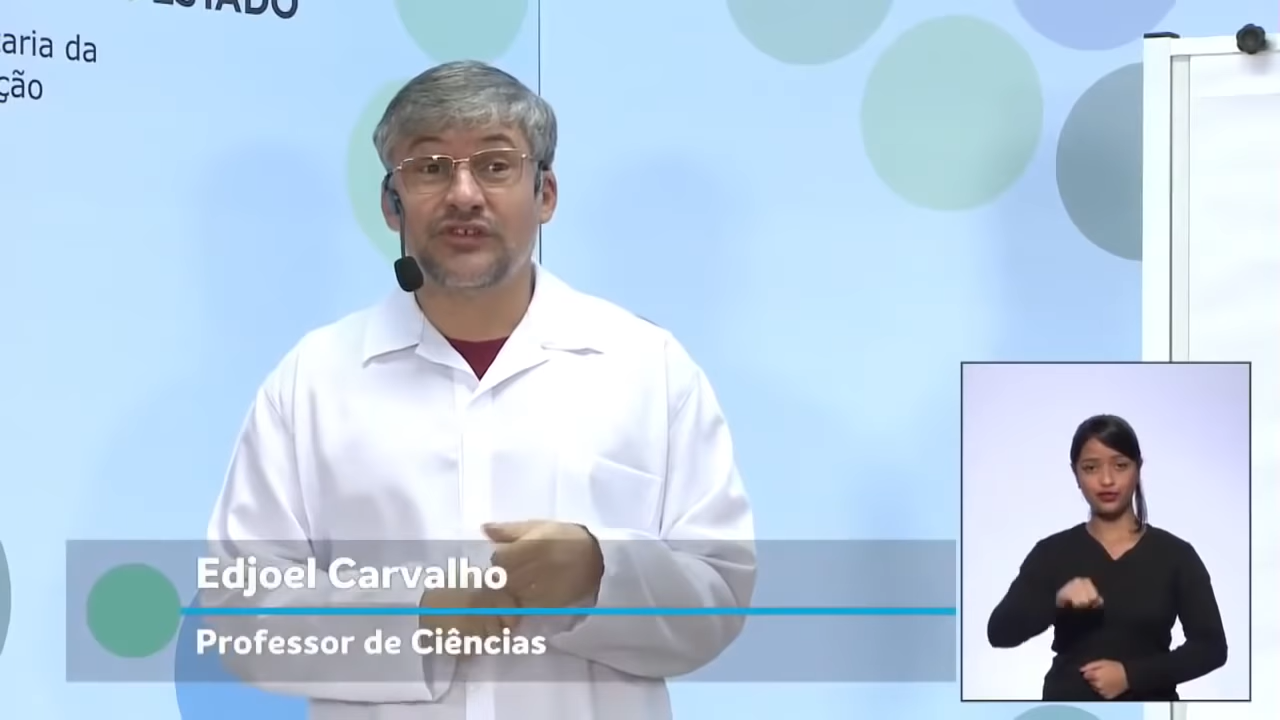 ESTADO
aria da
ção
Edjoel Carvalho
Professor de Ciências